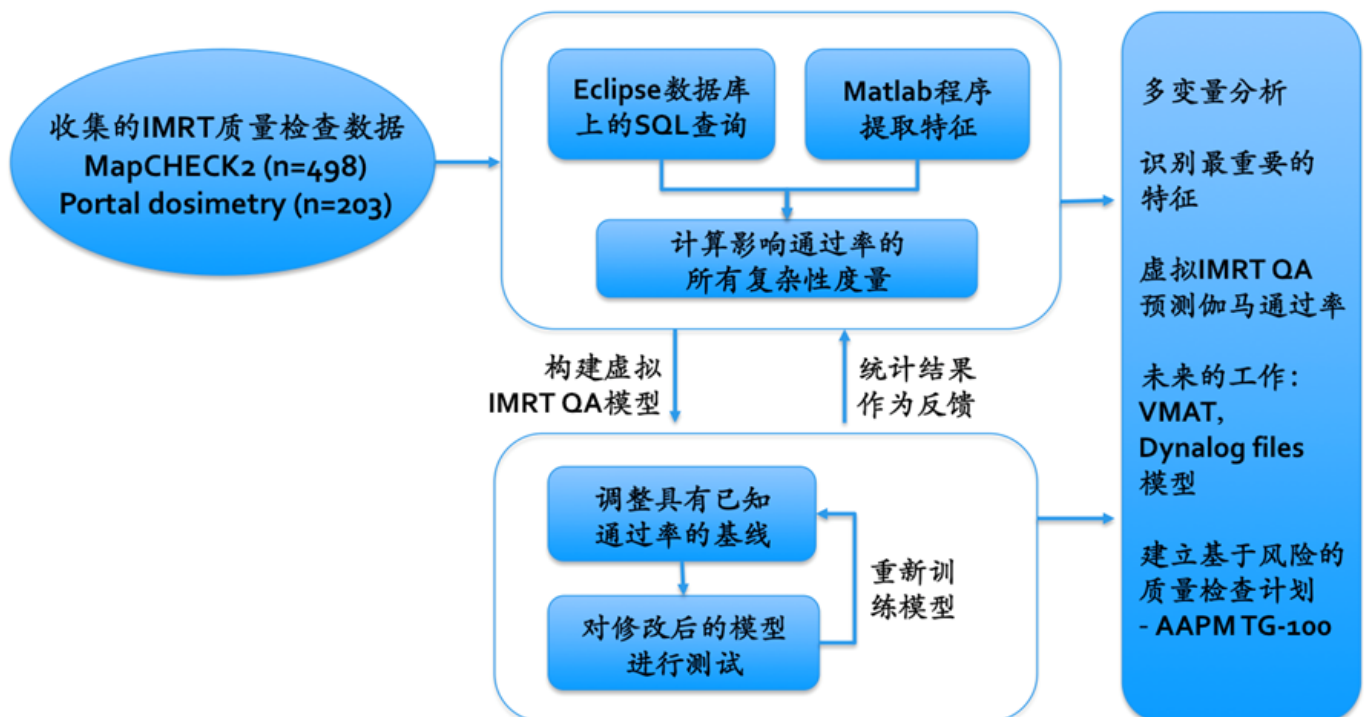 收集的IMRT质量检查数据
MapCHECK2 (n=498)
Portal dosimetry (n=203)
Eclipse数据库
上的SQL查询
Matlab程序
提取特征
计算影响通过率的
所有复杂性度量
构建虚拟
IMRT QA模型
统计结果
作为反馈
调整具有已知
通过率的基线
对修改后的模型
进行测试
重新训
练模型
多变量分析
识别最重要的
特征
虚拟IMRT QA
预测伽马通过率
未来的工作：
VMAT,
Dynalog files
模型
建立基于风险的
质量检查计划
- AAPM TG-100